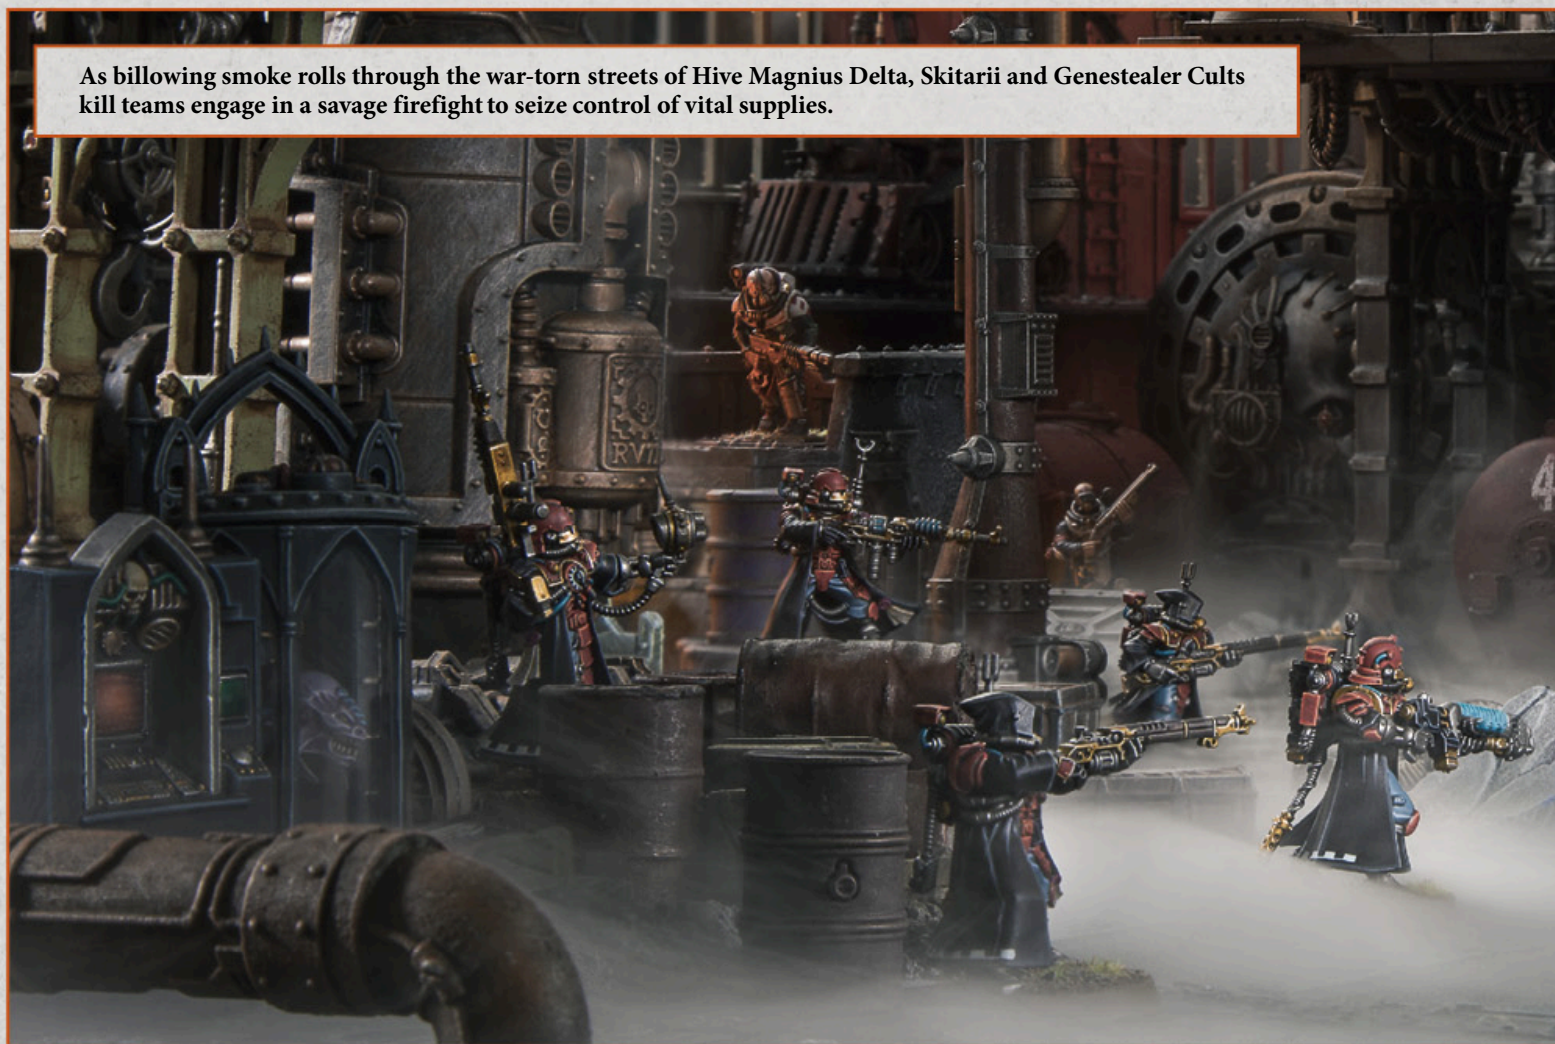 As billowing smoke rolls through the war-torn streets of Hive Magnius Delta, Skitarii and Genestealer Cults
kill teams engage in a savage firefight to seize control of vital supplies.
4